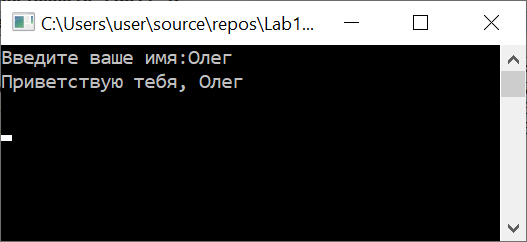 C:\Users\user\source\repos\Lab1...
Введите ваше имя:Олег
Приветствую тебя, Олег